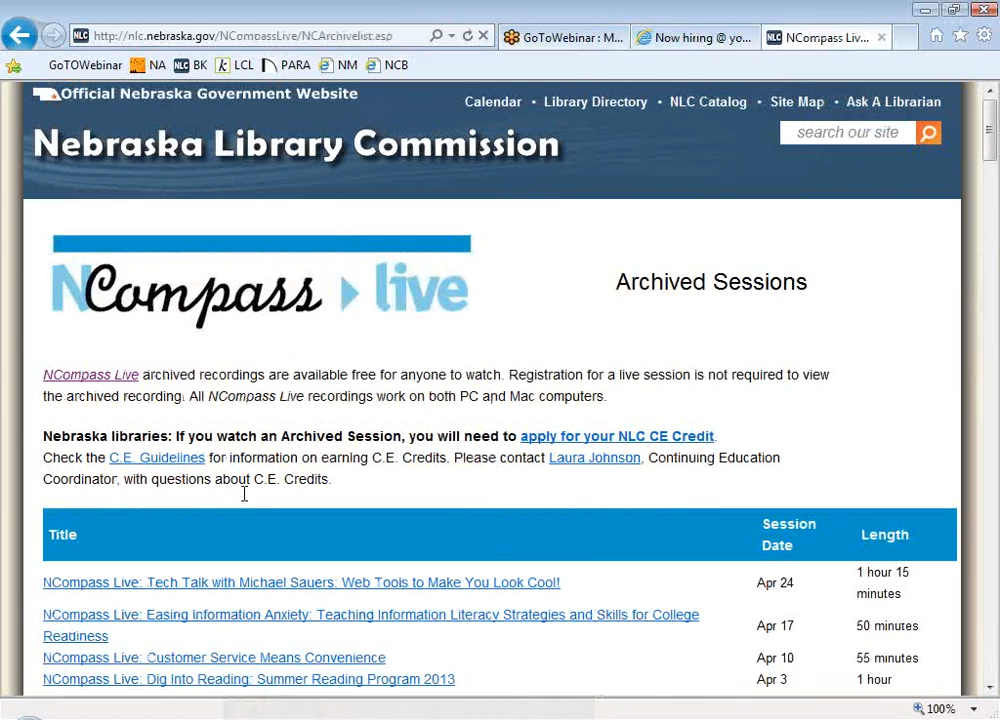 http://nlc.nebraska.gov/NCompassLive/NCArchivelist.asp
GoToWebinar : M...
Now hiring @ yo...
NLC NCompass Liv...
GoTOWebinar NA NLC BK k LCL PARA NM NCB
Official Nebraska Government Website
Calendar • Library Directory • NLC Catalog • Site Map • Ask A Librarian
Nebraska Library Commission
search our site
NCompass live
Archived Sessions
NCompass Live archived recordings are available free for anyone to watch. Registration for a live session is not required to view
the archived recording. All NCompass Live recordings work on both PC and Mac computers.
Nebraska libraries: If you watch an Archived Session, you will need to apply for your NLC CE Credit.
Check the C.E. Guidelines for information on earning C.E. Credits. Please contact Laura Johnson, Continuing Education
Coordinator, with questions about C.E. Credits.
Title
Session
Date
Length
NCompass Live: Tech Talk with Michael Sauers: Web Tools to Make You Look Cool!
Apr 24
1 hour 15
minutes
NCompass Live: Easing Information Anxiety: Teaching Information Literacy Strategies and Skills for College
Readiness
Apr 17
50 minutes
NCompass Live: Customer Service Means Convenience
Apr 10
55 minutes
NCompass Live: Dig Into Reading: Summer Reading Program 2013
Apr 3
1 hour
100%